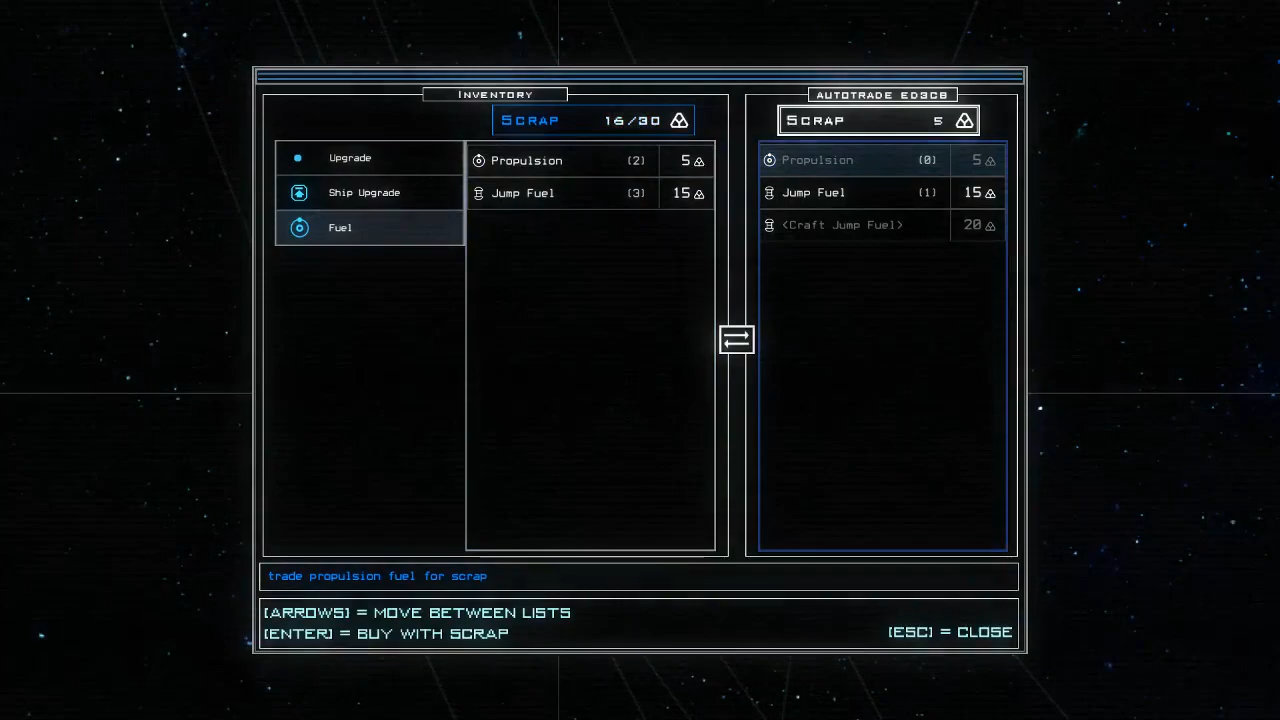 INVENTORY
SCRAP 16/30
Upgrade
Ship Upgrade
Fuel
Propulsion (2) 5
Jump Fuel (3) 15
AUTOTRADE ED3CB
SCRAP 5
Propulsion (0) 5
Jump Fuel (1) 15
<Craft Jump Fuel> 20
trade propulsion fuel for scrap
[ARROWS] = MOVE BETWEEN LISTS
[ENTER] = BUY WITH SCRAP
[ESC] = CLOSE